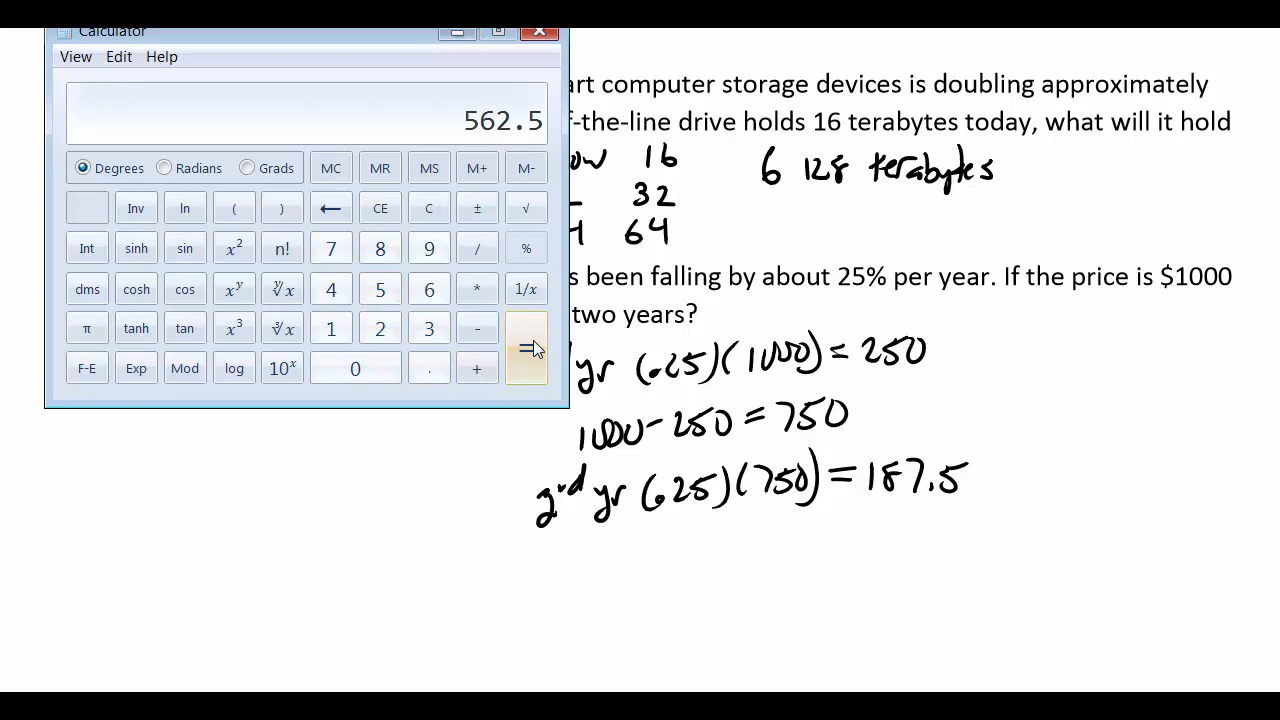 Calculator
View Edit Help
562.5
Degrees Radians Grads MC MR MS M+ M-
Inv ln ( ) ← CE C ± √
Int sinh sin x² n! 7 8 9 / %
dms cosh cos xʸ ʸ√x 4 5 6 * 1/x
π tanh tan x³ ³√x 1 2 3 - =
F-E Exp Mod log 10ˣ 0 . +
art computer storage devices is doubling approximately
f-the-line drive holds 16 terabytes today, what will it hold
ow 16 6 128 terabytes
32
4 64
s been falling by about 25% per year. If the price is $1000
two years?
yr (.25)(1000) = 250
1000 - 250 = 750
2nd yr (.25)(750) = 187.5